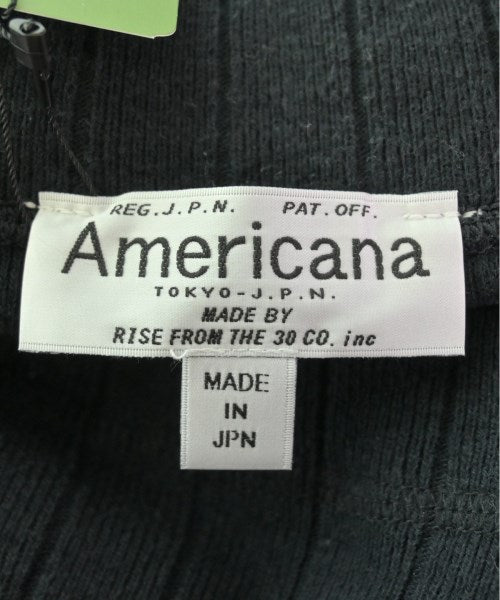 REG.J.P.N. PAT.OFF.
Americana
TOKYO-J.P.N.
MADE BY
RISE FROM THE 30 CO. inc
MADE
IN
JPN